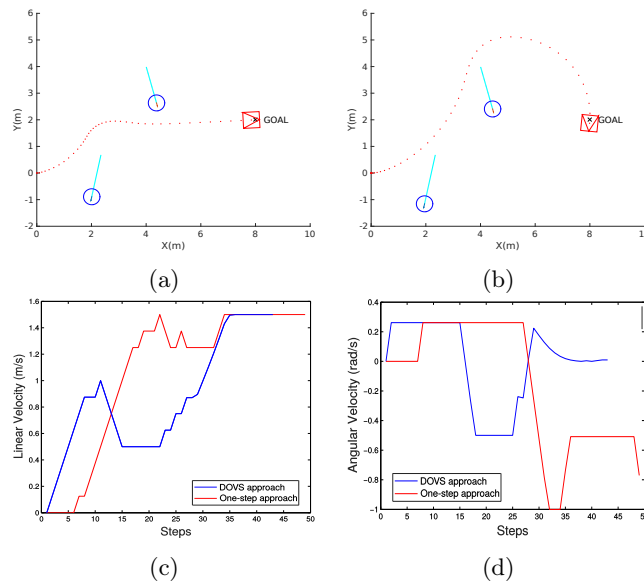 6
5
4
3
2
1
0
-1
-2
Y(m)
GOAL
0 2 4 6 8 10
X(m)
(a)
6
5
4
3
2
1
0
-1
-2
Y(m)
GOAL
0 2 4 6 8 10
X(m)
(b)
1.6
1.4
1.2
1
0.8
0.6
0.4
0.2
0
Linear Velocity (m/s)
DOVS approach
One-step approach
0 5 10 15 20 25 30 35 40 45 50
Steps
(c)
0.4
0.2
0
-0.2
-0.4
-0.6
-0.8
-1
Angular Velocity (rad/s)
DOVS approach
One-step approach
0 5 10 15 20 25 30 35 40 45
Steps
(d)